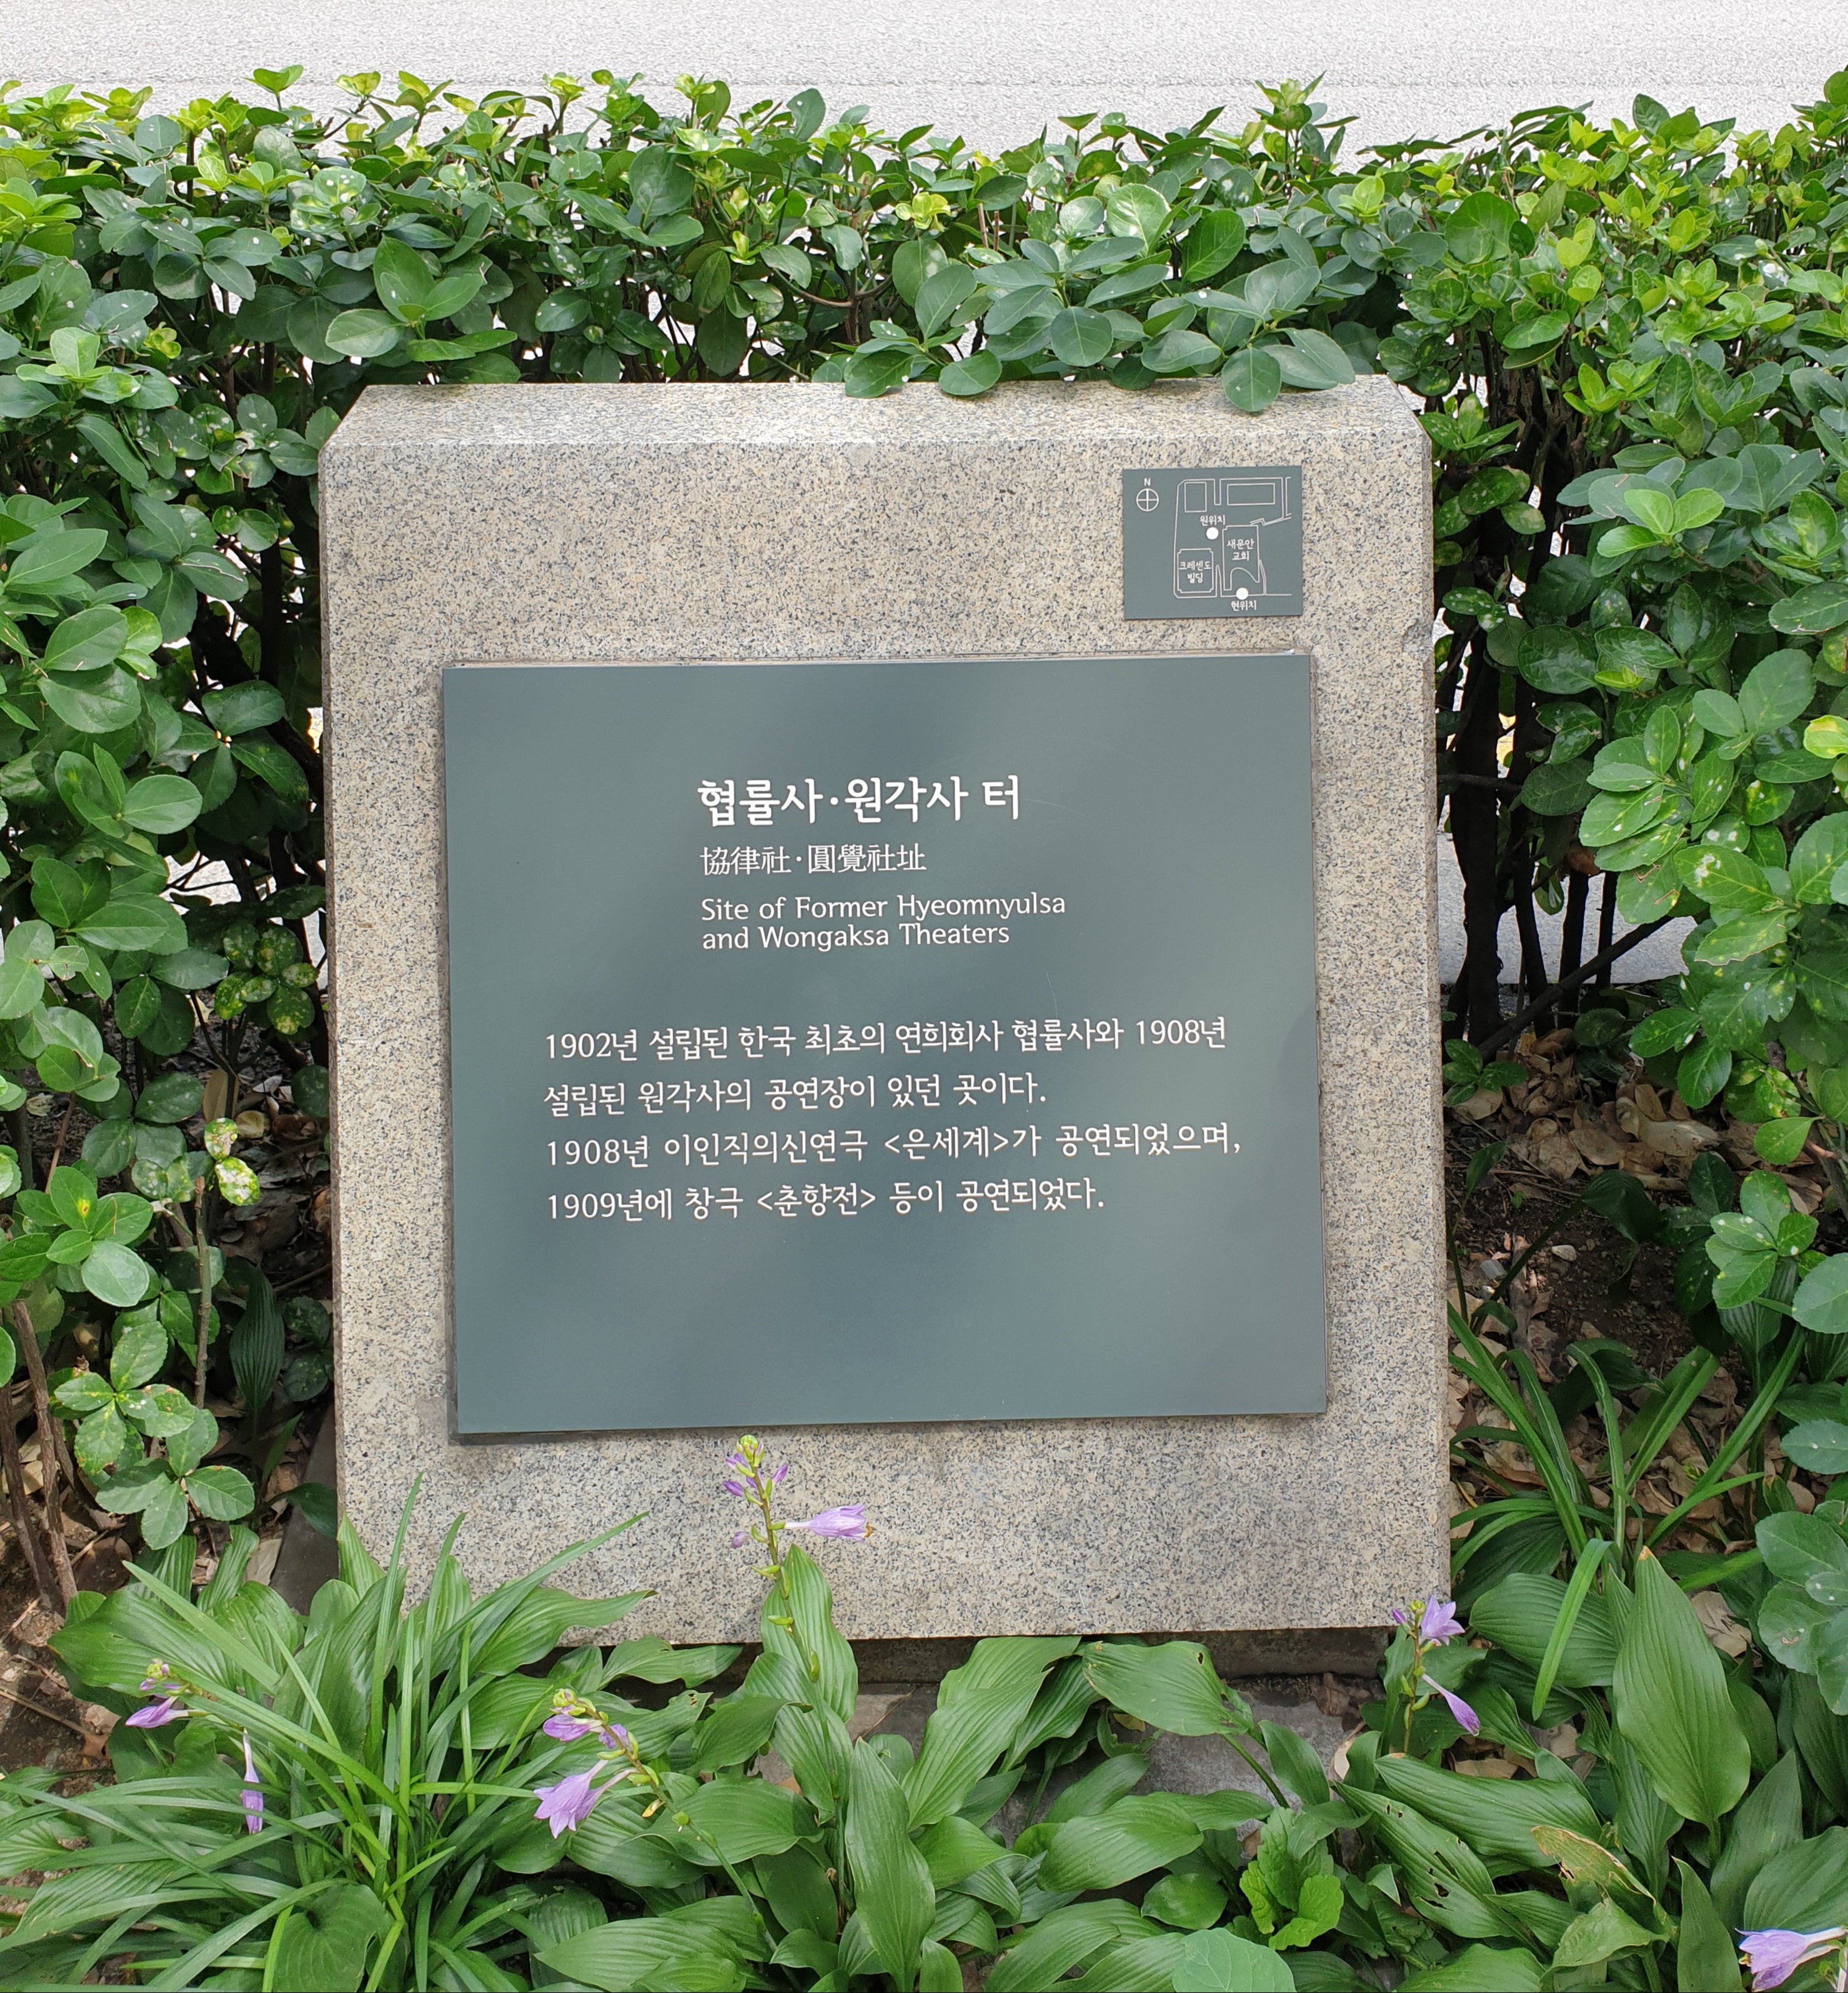 N
원위치
새문안
교회
크레센도
빌딩
현위치
협률사·원각사 터
協律社·圓覺社址
Site of Former Hyeomnyulsa
and Wongaksa Theaters
1902년 설립된 한국 최초의 연희회사 협률사와 1908년
설립된 원각사의 공연장이 있던 곳이다.
1908년 이인직의신연극 <은세계>가 공연되었으며,
1909년에 창극 <춘향전> 등이 공연되었다.